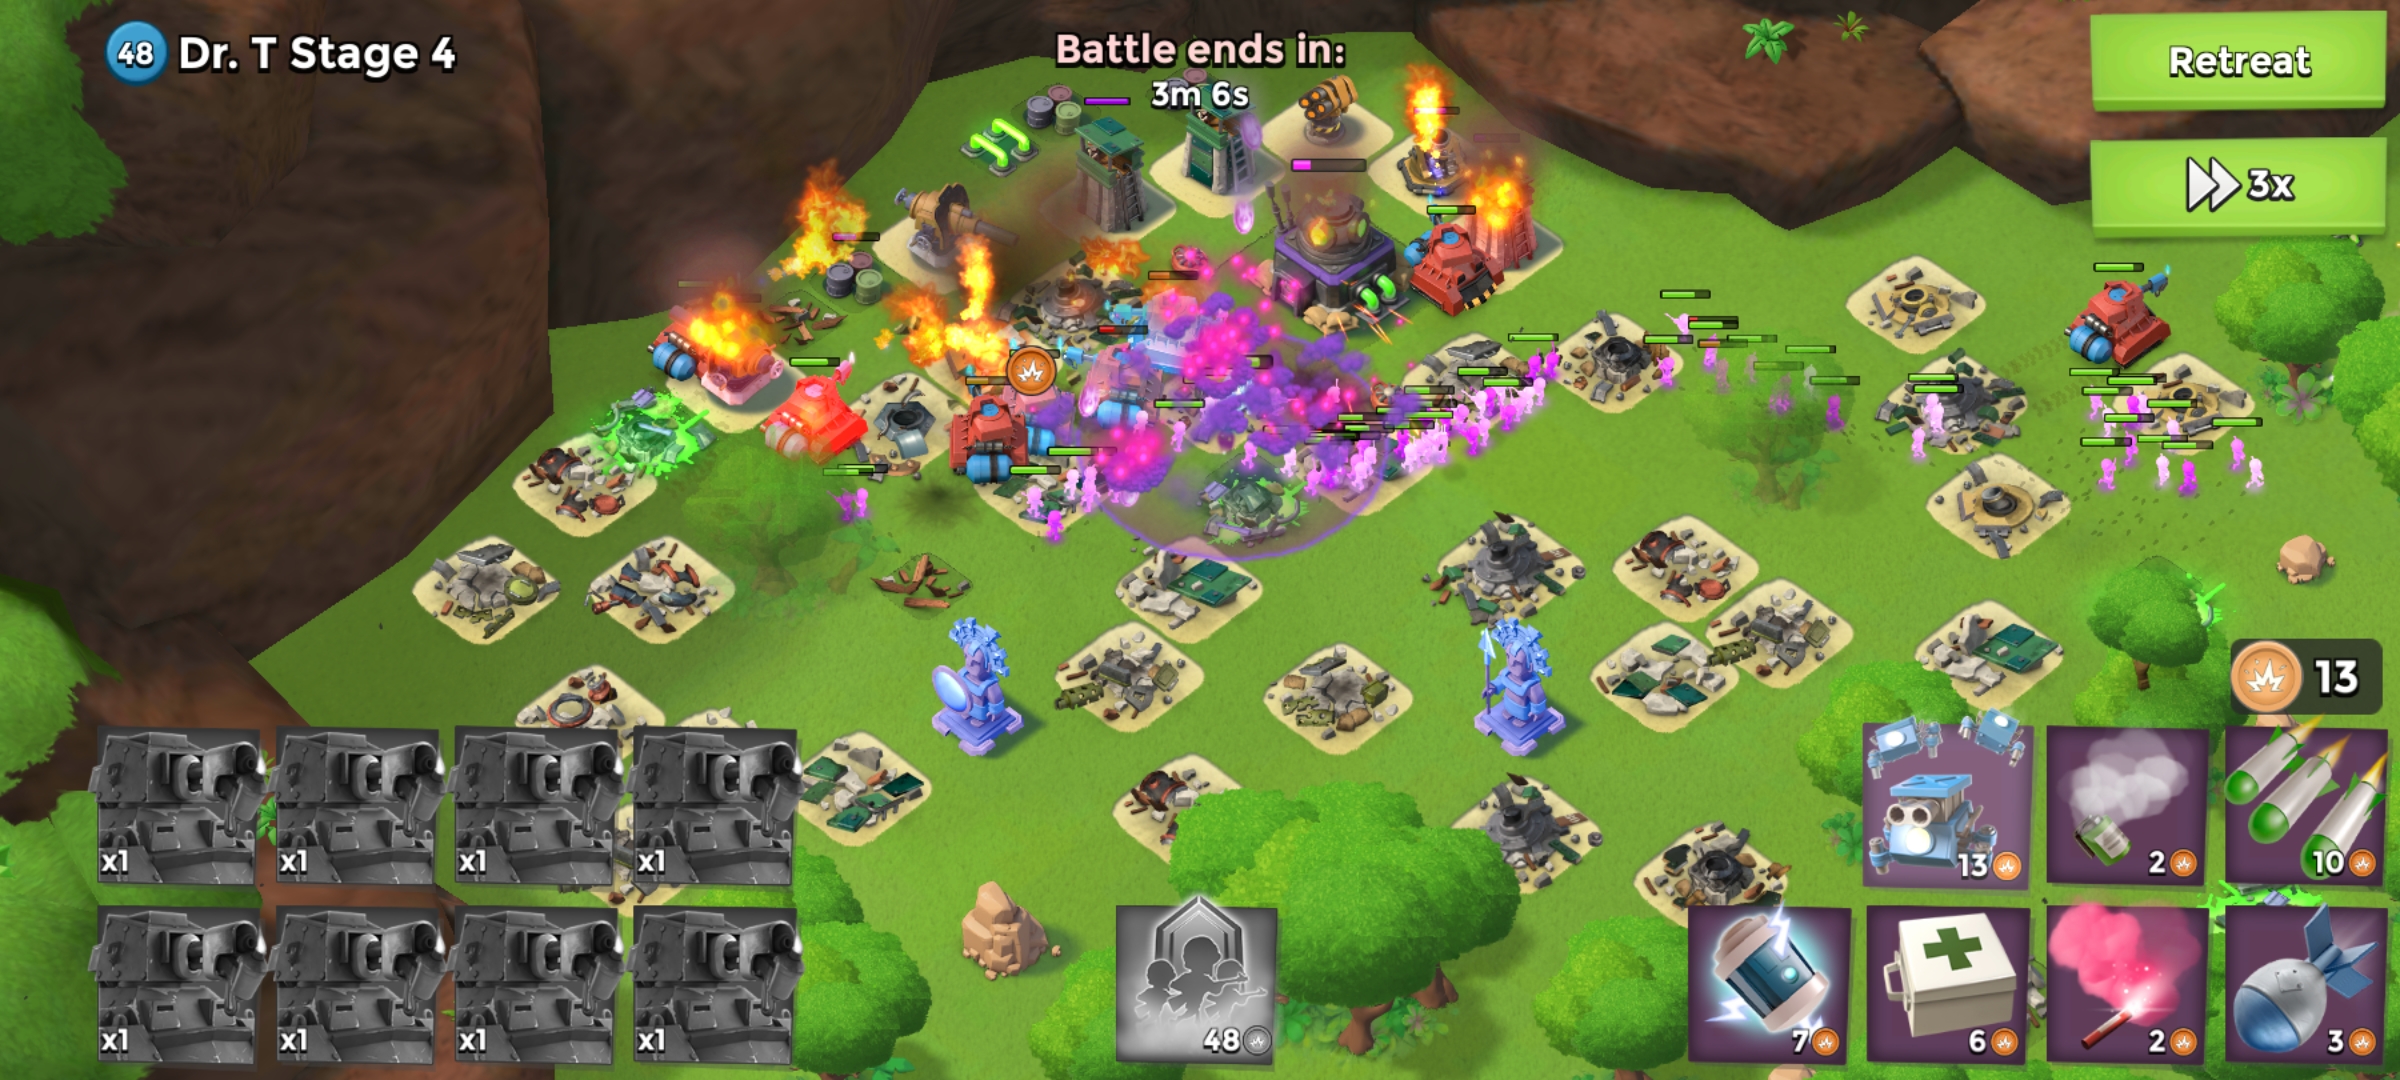 48 Dr. T Stage 4
Battle ends in:
3m 6s
Retreat
3x
13
x1
x1
x1
x1
13
2
10
x1
x1
x1
x1
48
7
6
2
3